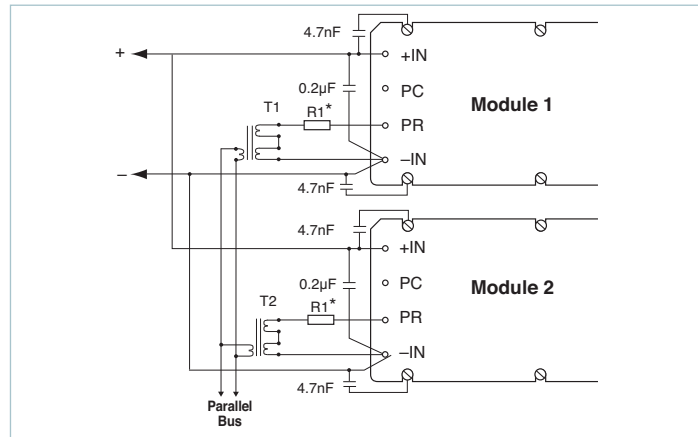 4.7nF
+IN
+
0.2µF
PC
Module 1
T1
R1*
PR
–IN
–
4.7nF
4.7nF
+IN
0.2µF
PC
Module 2
T2
R1*
PR
–IN
4.7nF
Parallel
Bus